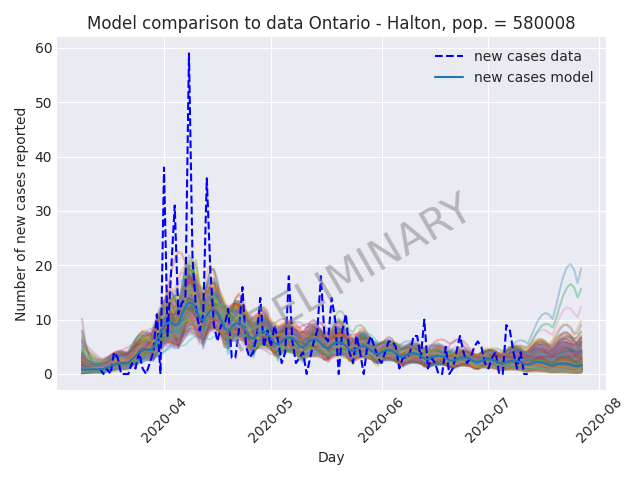 Model comparison to data Ontario - Halton, pop. = 580008
new cases data
new cases model
PRELIMINARY
Number of new cases reported
60
50
40
30
20
10
0
2020-04
2020-05
2020-06
2020-07
2020-08
Day